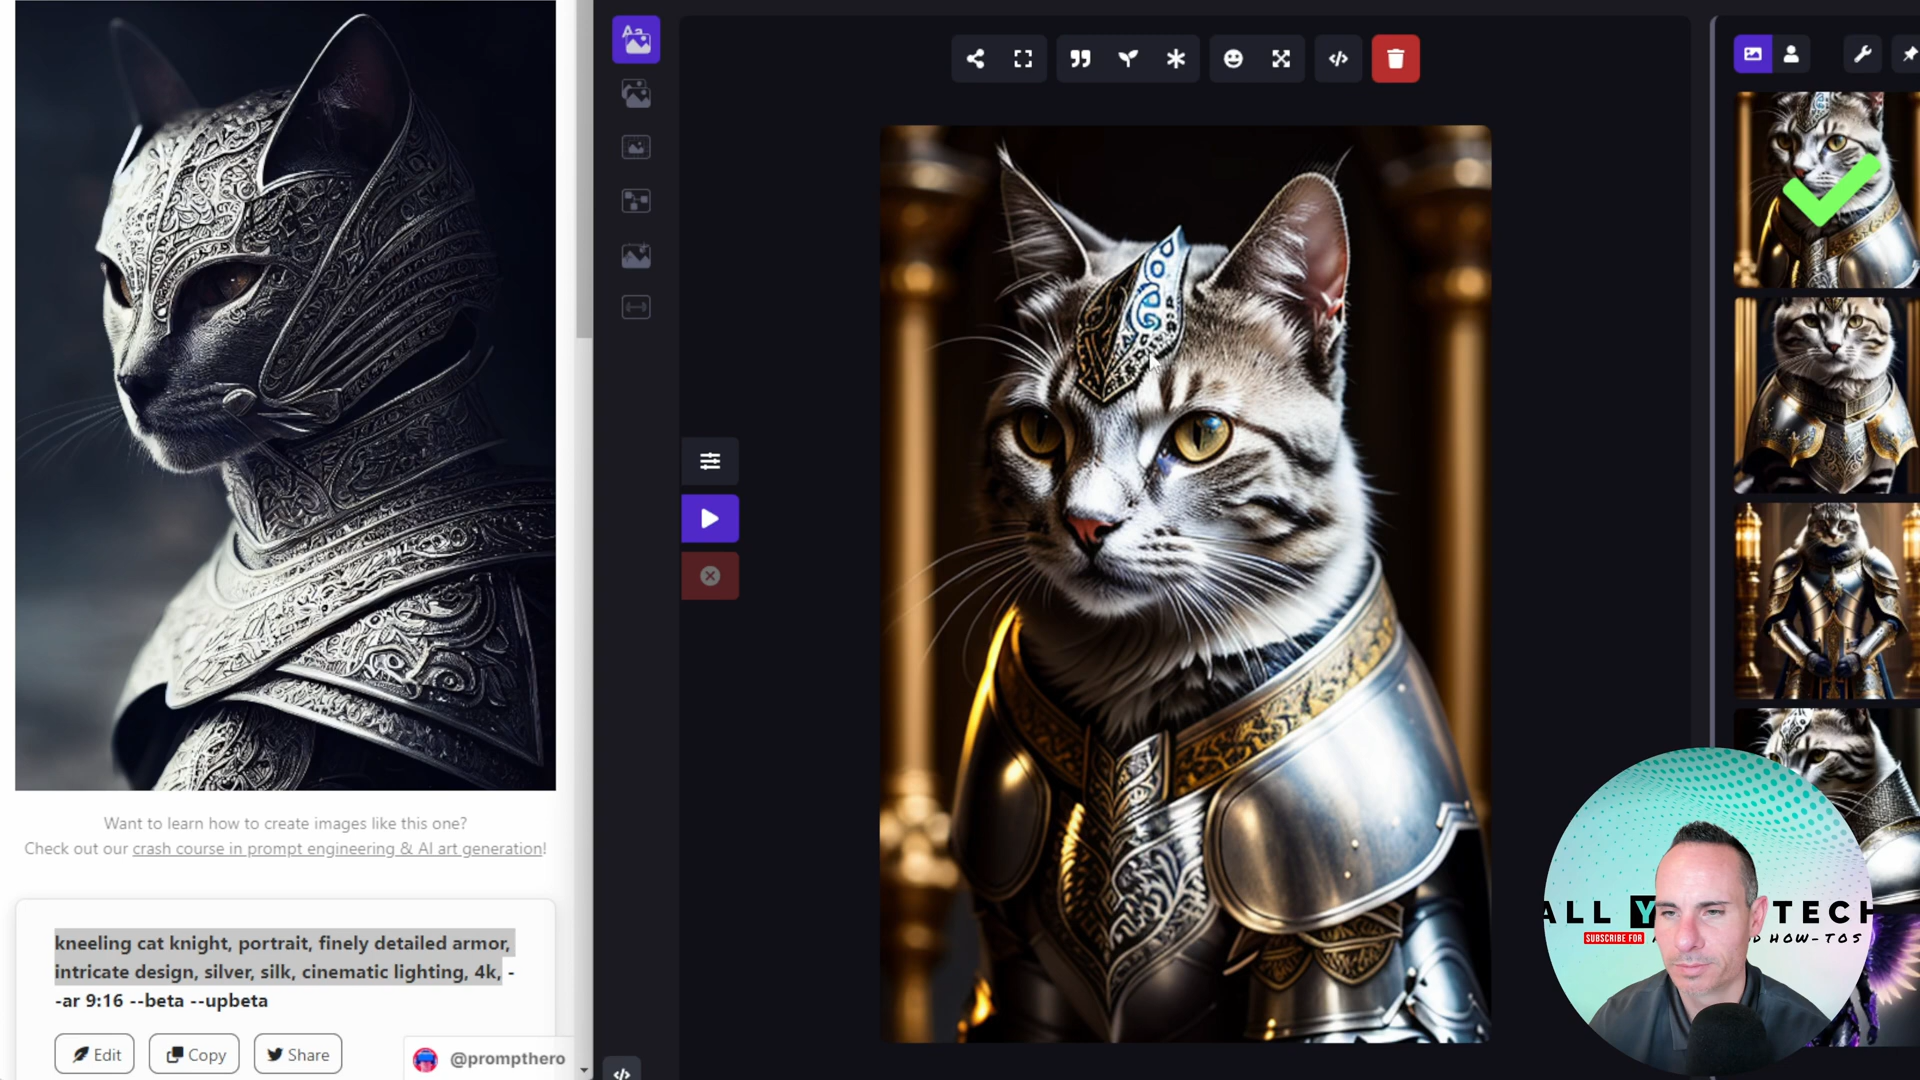 Want to learn how to create images like this one?
Check out our crash course in prompt engineering & AI art generation!
kneeling cat knight, portrait, finely detailed armor,
intricate design, silver, silk, cinematic lighting, 4k, -
-ar 9:16 --beta --upbeta
Edit
Copy
Share
@prompthero
Aa
ALL Y TECH
SUBSCRIBE FOR
D HOW-TOS